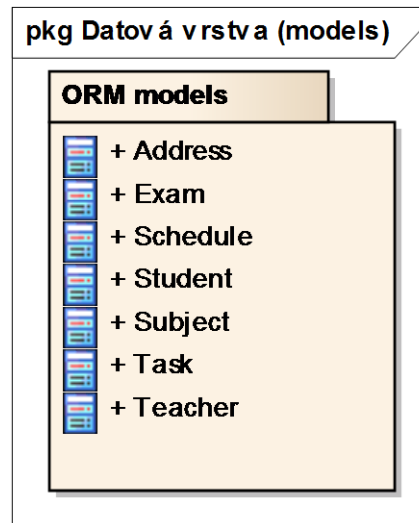 pkg Datová vrstva (models)
ORM models
+ Address
+ Exam
+ Schedule
+ Student
+ Subject
+ Task
+ Teacher